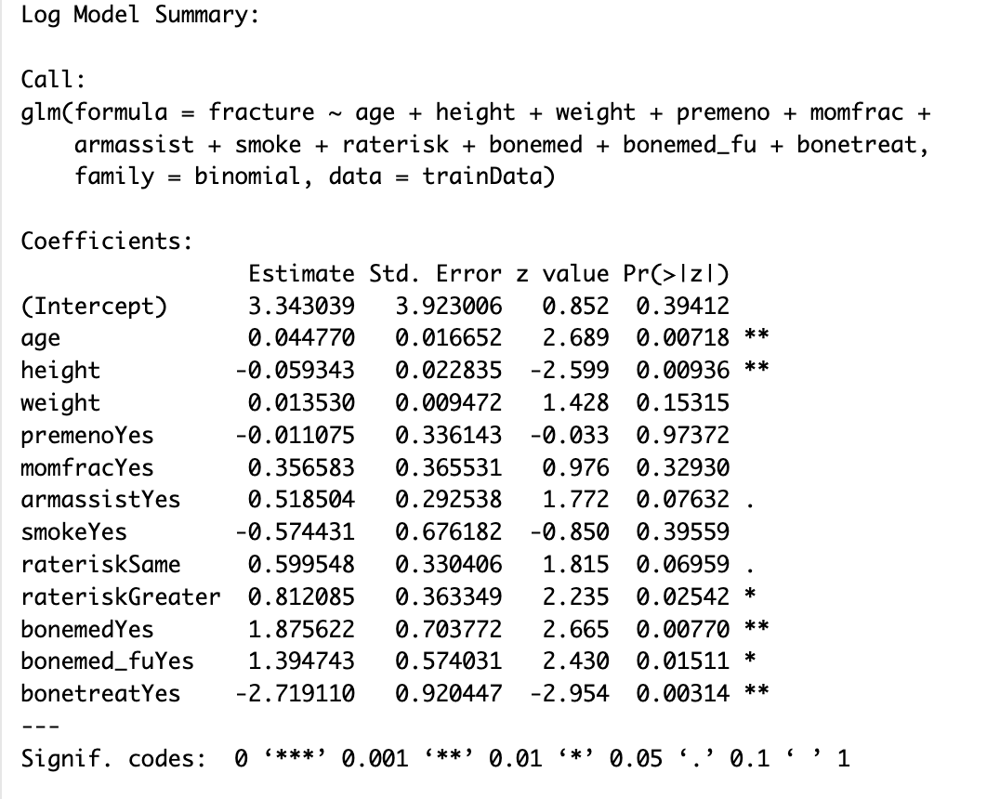 Log Model Summary:
Call:
glm(formula = fracture ~ age + height + weight + premeno + momfrac +
    armassist + smoke + raterisk + bonemed + bonemed_fu + bonetreat,
    family = binomial, data = trainData)
Coefficients:
                 Estimate Std. Error z value Pr(>|z|)
(Intercept)      3.343039   3.923006   0.852  0.39412
age              0.044770   0.016652   2.689  0.00718 **
height          -0.059343   0.022835  -2.599  0.00936 **
weight           0.013530   0.009472   1.428  0.15315
premenoYes      -0.011075   0.336143  -0.033  0.97372
momfracYes       0.356583   0.365531   0.976  0.32930
armassistYes     0.518504   0.292538   1.772  0.07632 .
smokeYes        -0.574431   0.676182  -0.850  0.39559
rateriskSame     0.599548   0.330406   1.815  0.06959 .
rateriskGreater  0.812085   0.363349   2.235  0.02542 *
bonemedYes       1.875622   0.703772   2.665  0.00770 **
bonemed_fuYes    1.394743   0.574031   2.430  0.01511 *
bonetreatYes    -2.719110   0.920447  -2.954  0.00314 **
---
Signif. codes:  0 ‘***’ 0.001 ‘**’ 0.01 ‘*’ 0.05 ‘.’ 0.1 ‘ ’ 1